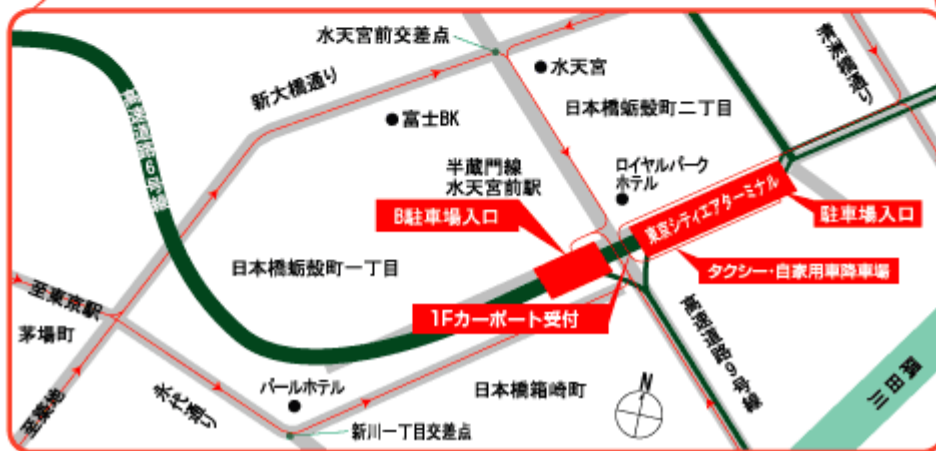 水天宮前交差点
水天宮
清洲橋通り
新大橋通り
富士BK
日本橋蛎殻町二丁目
高速道路6号線
半蔵門線
水天宮前駅
ロイヤルパーク
ホテル
B駐車場入口
東京シティエアターミナル
駐車場入口
日本橋蛎殻町一丁目
タクシー・自家用車降車場
至東京駅
1Fカーポート受付
茅場町
高速道路9号線
隅田川
パールホテル
日本橋箱崎町
N
至築地
永代通り
新川一丁目交差点